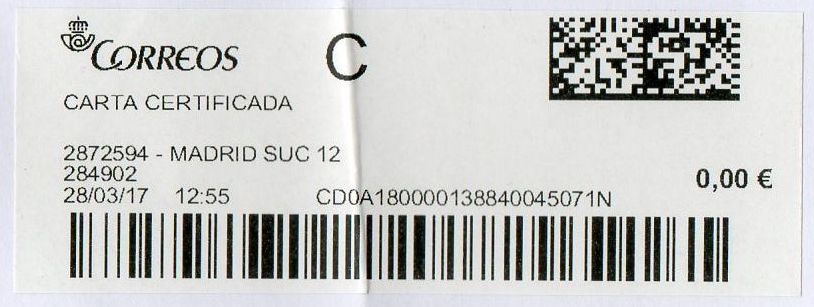 CORREOS
C
CARTA CERTIFICADA
2872594 - MADRID SUC 12
284902
0,00 €
28/03/17 12:55 CD0A180000138840045071N